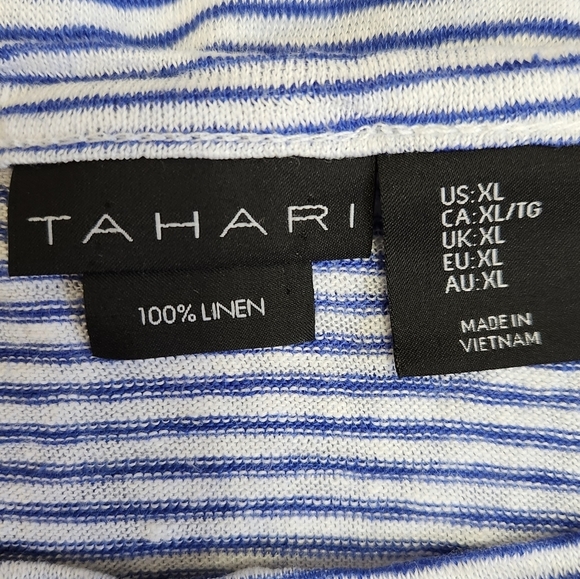 TAHARI
100% LINEN
US:XL
CA:XL/TG
UK:XL
EU:XL
AU:XL
MADE IN
VIETNAM